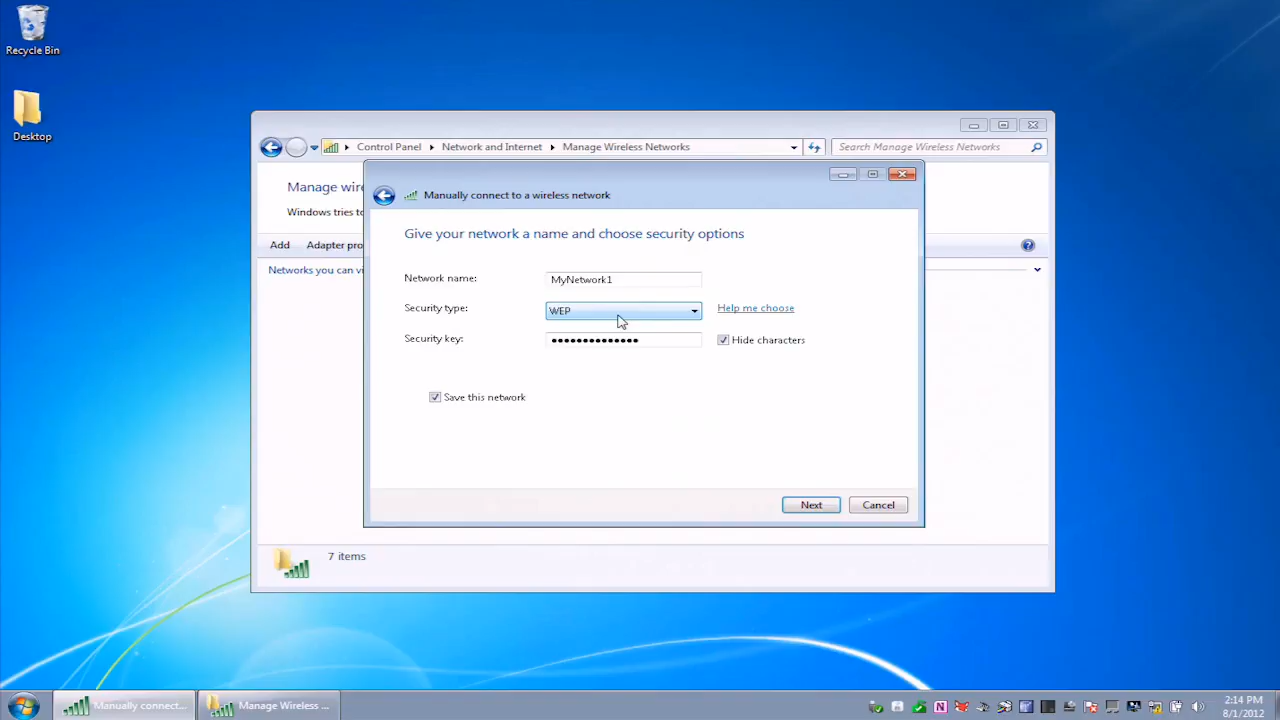 Recycle Bin
Desktop
Control Panel
Network and Internet
Manage Wireless Networks
Search Manage Wireless Networks
Manage wire
Windows tries to
Manually connect to a wireless network
Give your network a name and choose security options
Add
Adapter pro
Networks you can vi
Network name:
MyNetwork1
Security type:
WEP
Help me choose
Security key:
Hide characters
Save this network
Next
Cancel
7 items
Manually connect...
Manage Wireless ...
2:14 PM
8/1/2012